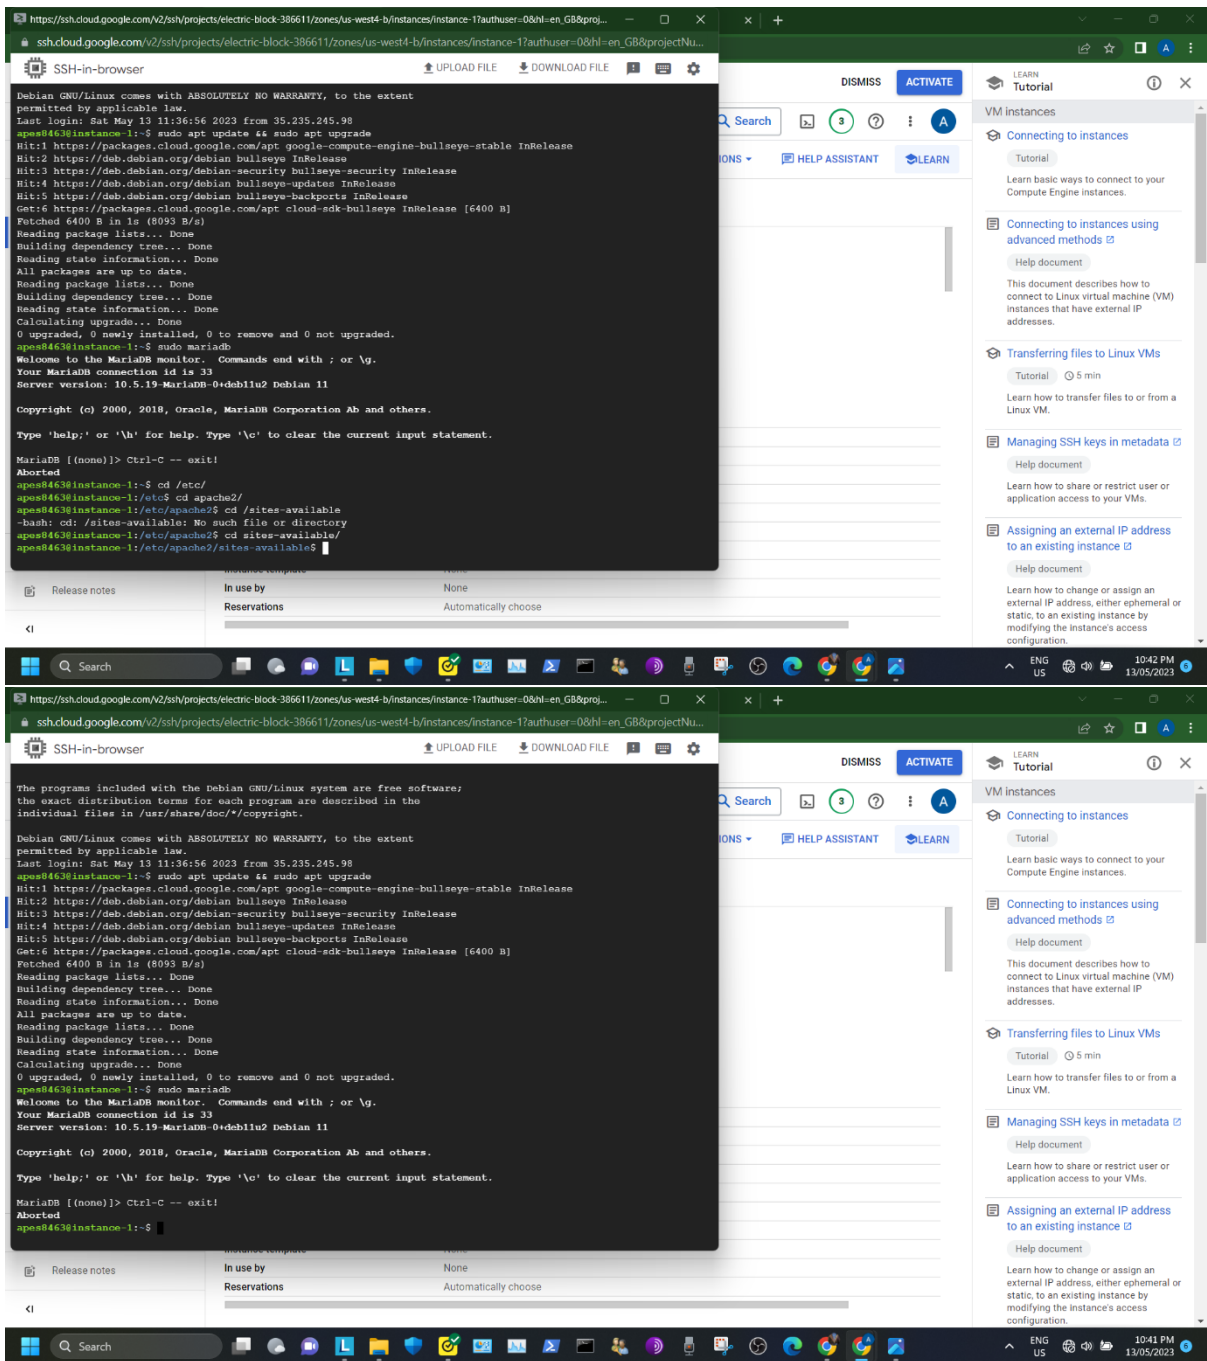 https://ssh.cloud.google.com/v2/ssh/projects/electric-block-386611/zones/us-west4-b/instances/instance-1?authuser=0&hl=en_GB&proj...
ssh.cloud.google.com/v2/ssh/projects/electric-block-386611/zones/us-west4-b/instances/instance-1?authuser=0&hl=en_GB&projectNu...
SSH-in-browser
UPLOAD FILE
DOWNLOAD FILE
Debian GNU/Linux comes with ABSOLUTELY NO WARRANTY, to the extent
permitted by applicable law.
Last login: Sat May 13 11:36:56 2023 from 35.235.245.98
apes8463@instance-1:~$ sudo apt update && sudo apt upgrade
Hit:1 https://packages.cloud.google.com/apt google-compute-engine-bullseye-stable InRelease
Hit:2 https://deb.debian.org/debian bullseye InRelease
Hit:3 https://deb.debian.org/debian-security bullseye-security InRelease
Hit:4 https://deb.debian.org/debian bullseye-updates InRelease
Hit:5 https://deb.debian.org/debian bullseye-backports InRelease
Get:6 https://packages.cloud.google.com/apt cloud-sdk-bullseye InRelease [6400 B]
Fetched 6400 B in 1s (8093 B/s)
Reading package lists... Done
Building dependency tree... Done
Reading state information... Done
All packages are up to date.
Reading package lists... Done
Building dependency tree... Done
Reading state information... Done
Calculating upgrade... Done
0 upgraded, 0 newly installed, 0 to remove and 0 not upgraded.
apes8463@instance-1:~$ sudo mariadb
Welcome to the MariaDB monitor.  Commands end with ; or \g.
Your MariaDB connection id is 33
Server version: 10.5.19-MariaDB-0+deb11u2 Debian 11
Copyright (c) 2000, 2018, Oracle, MariaDB Corporation Ab and others.
Type 'help;' or '\h' for help. Type '\c' to clear the current input statement.
MariaDB [(none)]> Ctrl-C -- exit!
Aborted
apes8463@instance-1:~$ cd /etc/
apes8463@instance-1:/etc$ cd apache2/
apes8463@instance-1:/etc/apache2$ cd /sites-available
-bash: cd: /sites-available: No such file or directory
apes8463@instance-1:/etc/apache2$ cd sites-available/
apes8463@instance-1:/etc/apache2/sites-available$
DISMISS
ACTIVATE
Search
3
A
A
IONS
HELP ASSISTANT
LEARN
LEARN
Tutorial
VM instances
Connecting to instances
Tutorial
Learn basic ways to connect to your
Compute Engine instances.
Connecting to instances using
advanced methods
Help document
This document describes how to
connect to Linux virtual machine (VM)
instances that have external IP
addresses.
Transferring files to Linux VMs
Tutorial
5 min
Learn how to transfer files to or from a
Linux VM.
Managing SSH keys in metadata
Help document
Learn how to share or restrict user or
application access to your VMs.
Assigning an external IP address
to an existing instance
Help document
Learn how to change or assign an
external IP address, either ephemeral or
static, to an existing instance by
modifying the instance's access
configuration.
Release notes
Instance template
None
In use by
None
Reservations
Automatically choose
Search
ENG
US
10:42 PM
13/05/2023
6
https://ssh.cloud.google.com/v2/ssh/projects/electric-block-386611/zones/us-west4-b/instances/instance-1?authuser=0&hl=en_GB&proj...
ssh.cloud.google.com/v2/ssh/projects/electric-block-386611/zones/us-west4-b/instances/instance-1?authuser=0&hl=en_GB&projectNu...
SSH-in-browser
UPLOAD FILE
DOWNLOAD FILE
The programs included with the Debian GNU/Linux system are free software;
the exact distribution terms for each program are described in the
individual files in /usr/share/doc/*/copyright.
Debian GNU/Linux comes with ABSOLUTELY NO WARRANTY, to the extent
permitted by applicable law.
Last login: Sat May 13 11:36:56 2023 from 35.235.245.98
apes8463@instance-1:~$ sudo apt update && sudo apt upgrade
Hit:1 https://packages.cloud.google.com/apt google-compute-engine-bullseye-stable InRelease
Hit:2 https://deb.debian.org/debian bullseye InRelease
Hit:3 https://deb.debian.org/debian-security bullseye-security InRelease
Hit:4 https://deb.debian.org/debian bullseye-updates InRelease
Hit:5 https://deb.debian.org/debian bullseye-backports InRelease
Get:6 https://packages.cloud.google.com/apt cloud-sdk-bullseye InRelease [6400 B]
Fetched 6400 B in 1s (8093 B/s)
Reading package lists... Done
Building dependency tree... Done
Reading state information... Done
All packages are up to date.
Reading package lists... Done
Building dependency tree... Done
Reading state information... Done
Calculating upgrade... Done
0 upgraded, 0 newly installed, 0 to remove and 0 not upgraded.
apes8463@instance-1:~$ sudo mariadb
Welcome to the MariaDB monitor.  Commands end with ; or \g.
Your MariaDB connection id is 33
Server version: 10.5.19-MariaDB-0+deb11u2 Debian 11
Copyright (c) 2000, 2018, Oracle, MariaDB Corporation Ab and others.
Type 'help;' or '\h' for help. Type '\c' to clear the current input statement.
MariaDB [(none)]> Ctrl-C -- exit!
Aborted
apes8463@instance-1:~$
DISMISS
ACTIVATE
Search
3
A
A
IONS
HELP ASSISTANT
LEARN
LEARN
Tutorial
VM instances
Connecting to instances
Tutorial
Learn basic ways to connect to your
Compute Engine instances.
Connecting to instances using
advanced methods
Help document
This document describes how to
connect to Linux virtual machine (VM)
instances that have external IP
addresses.
Transferring files to Linux VMs
Tutorial
5 min
Learn how to transfer files to or from a
Linux VM.
Managing SSH keys in metadata
Help document
Learn how to share or restrict user or
application access to your VMs.
Assigning an external IP address
to an existing instance
Help document
Learn how to change or assign an
external IP address, either ephemeral or
static, to an existing instance by
modifying the instance's access
configuration.
Release notes
Instance template
None
In use by
None
Reservations
Automatically choose
Search
ENG
US
10:41 PM
13/05/2023
6